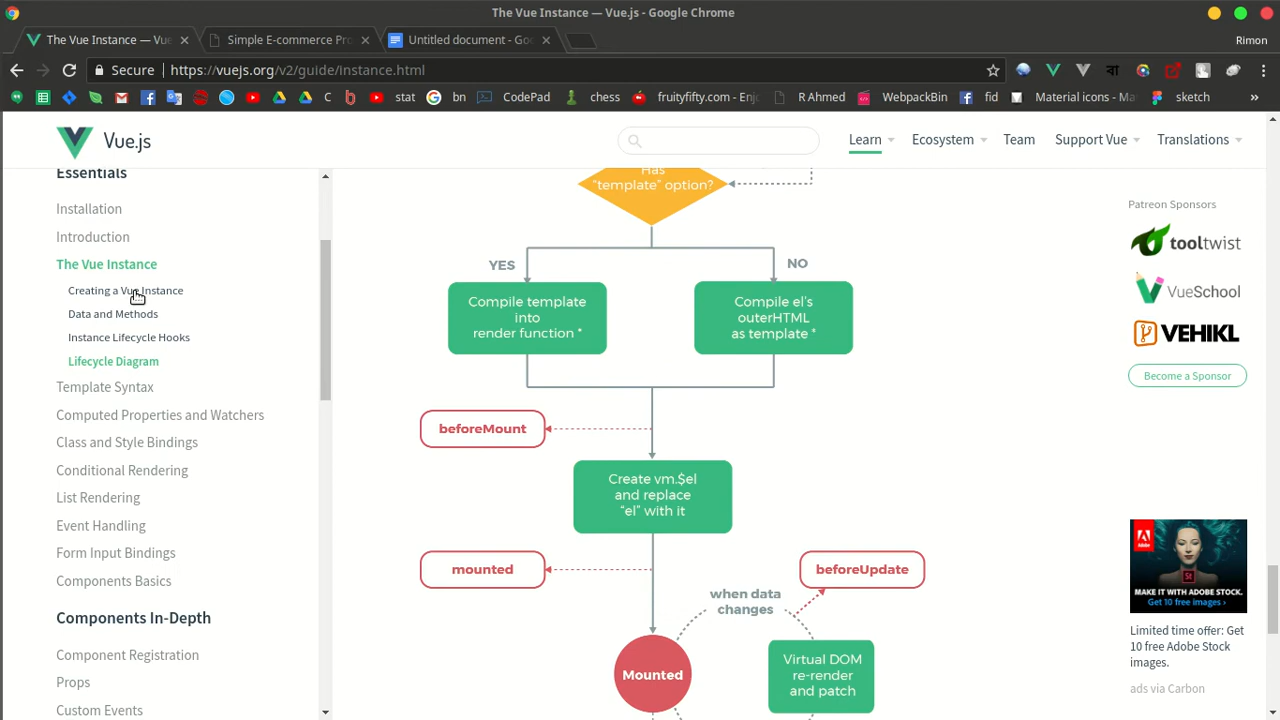 The Vue Instance — Vue.js - Google Chrome
The Vue Instance — Vue.js
Simple E-commerce Pro
Untitled document - Go
Rimon
Secure
https://vuejs.org/v2/guide/instance.html
বা
stat
bn
CodePad
chess
fruityfifty.com - Enj
R Ahmed
WebpackBin
fid
Material icons - Ma
sketch
»
Vue.js
Learn
Ecosystem
Team
Support Vue
Translations
Essentials
Installation
Introduction
The Vue Instance
Creating a Vue Instance
Data and Methods
Instance Lifecycle Hooks
Lifecycle Diagram
Template Syntax
Computed Properties and Watchers
Class and Style Bindings
Conditional Rendering
List Rendering
Event Handling
Form Input Bindings
Components Basics
Components In-Depth
Component Registration
Props
Custom Events
Has
“template” option?
YES
NO
Compile template
into
render function *
Compile el's
outerHTML
as template *
beforeMount
Create vm.$el
and replace
“el” with it
mounted
beforeUpdate
when data
changes
Mounted
Virtual DOM
re-render
and patch
Patreon Sponsors
tooltwist
VueSchool
VEHIKL
Become a Sponsor
Adobe
St
MAKE IT WITH ADOBE STOCK.
Get 10 free images ›
Limited time offer: Get
10 free Adobe Stock
images.
ads via Carbon